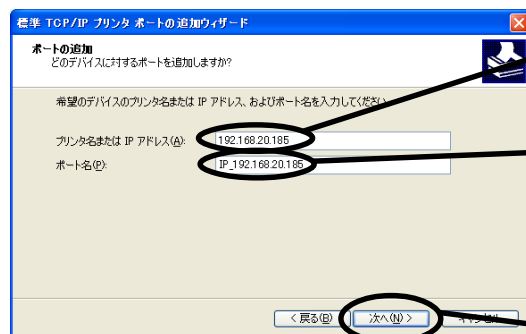 標準 TCP/IP プリンタ ポートの追加ウィザード
ポートの追加
どのデバイスに対するポートを追加しますか?
希望のデバイスのプリンタ名または IP アドレス、およびポート名を入力してください。
プリンタ名または IP アドレス(A): 192.168.20.185
ポート名(P): IP_192.168.20.185
< 戻る(B) 次へ(N) > キャンセル